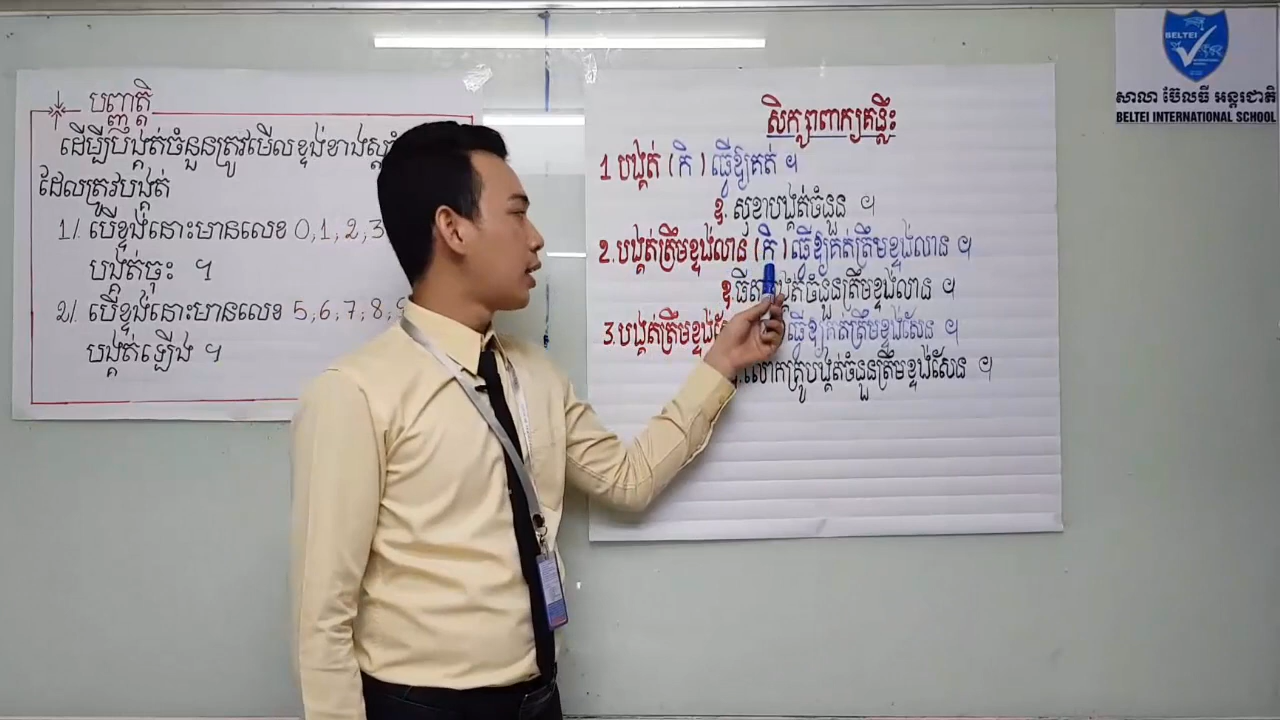 បញ្ញត្តិ
ដើម្បីបង្គត់ចំនួនត្រូវមើលខ្ទង់ខាងស្តាំ
ដែលត្រូវបង្គត់
1/. បើខ្ទង់នោះមានលេខ 0,1,2,3
បង្គត់ចុះ ។
2/. បើខ្ទង់នោះមានលេខ 5,6,7,8,9
បង្គត់ឡើង ។
សិក្សាពាក្យគន្លឹះ
1 បង្គត់ (កិ) ធ្វើឱ្យគត់ ។
ឧ. សុខាបង្គត់ចំនួន ។
2. បង្គត់ត្រឹមខ្ទង់លាន (កិ) ធ្វើឱ្យគត់ត្រឹមខ្ទង់លាន ។
ឧ. បង្គត់ចំនួនត្រឹមខ្ទង់លាន ។
3. បង្គត់ត្រឹមខ្ទង់ ធ្វើឱ្យគត់ត្រឹមខ្ទង់សែន ។
លោកគ្រូបង្គត់ចំនួនត្រឹមខ្ទង់សែន ។
BELTEI
សាលា ប៊ែលធី អន្តរជាតិ
BELTEI INTERNATIONAL SCHOOL